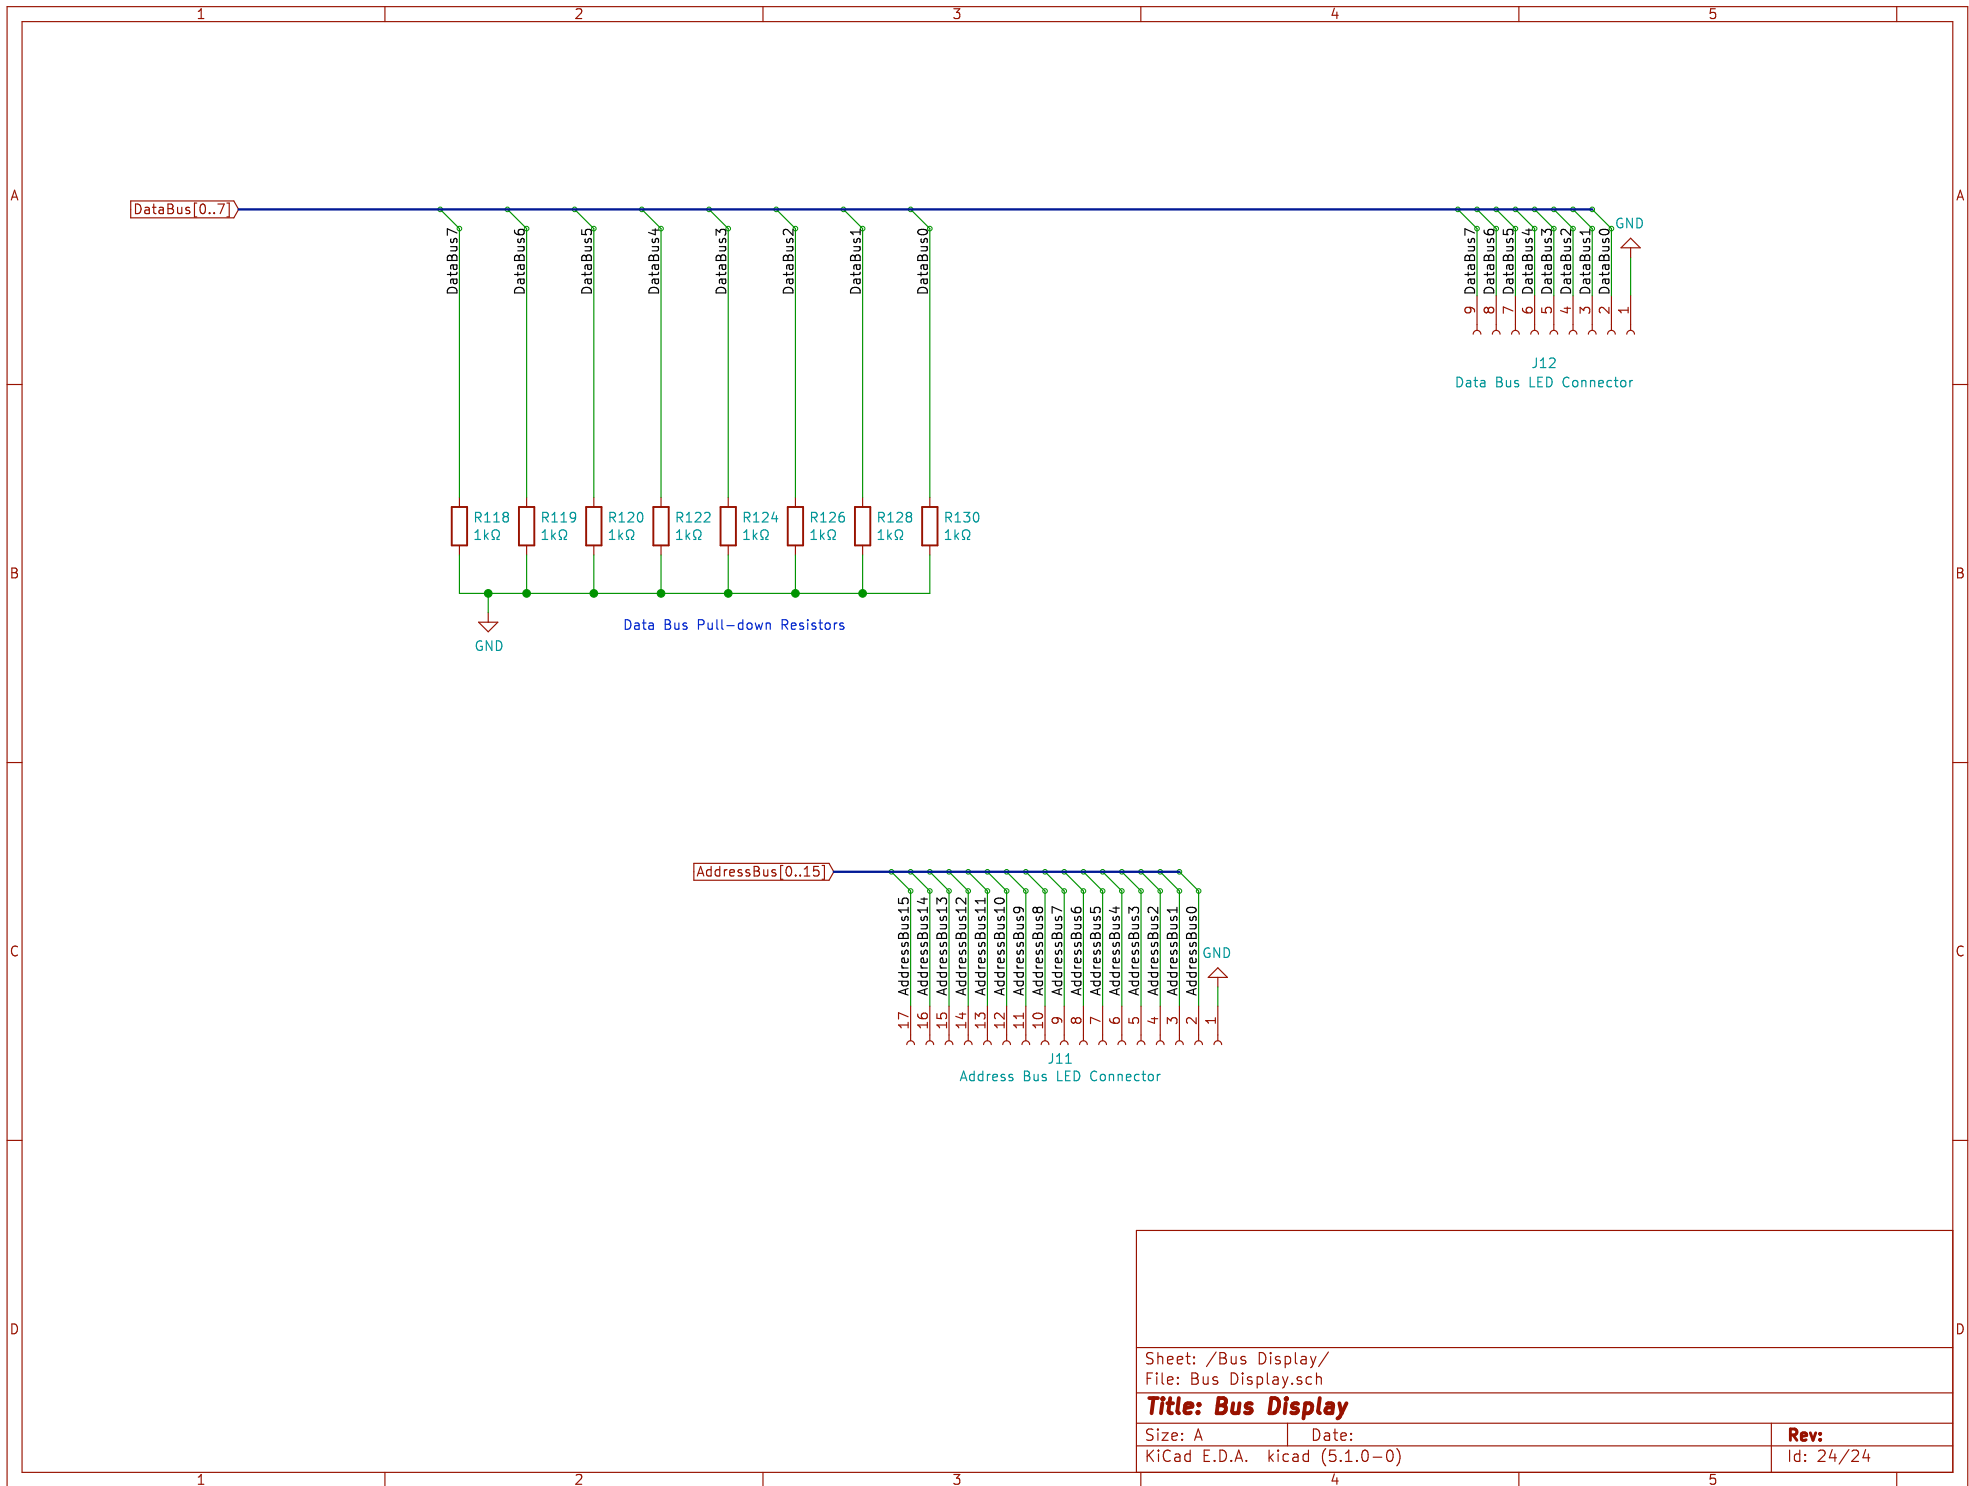 1 2 3 4 5
A A
DataBus[0..7]
GND
DataBus7 DataBus6 DataBus5 DataBus4 DataBus3 DataBus2 DataBus1 DataBus0
DataBus7 DataBus6 DataBus5 DataBus4 DataBus3 DataBus2 DataBus1 DataBus0
9 8 7 6 5 4 3 2 1
J12
Data Bus LED Connector
R118 R119 R120 R122 R124 R126 R128 R130
1kΩ 1kΩ 1kΩ 1kΩ 1kΩ 1kΩ 1kΩ 1kΩ
B B
Data Bus Pull-down Resistors
GND
AddressBus[0..15]
AddressBus15 AddressBus14 AddressBus13 AddressBus12 AddressBus11 AddressBus10 AddressBus9 AddressBus8 AddressBus7 AddressBus6 AddressBus5 AddressBus4 AddressBus3 AddressBus2 AddressBus1 AddressBus0
GND
C C
17 16 15 14 13 12 11 10 9 8 7 6 5 4 3 2 1
J11
Address Bus LED Connector
D D
Sheet: /Bus Display/
File: Bus Display.sch
Title: Bus Display
Size: A Date: Rev:
KiCad E.D.A. kicad (5.1.0-0) Id: 24/24
1 2 3 4 5